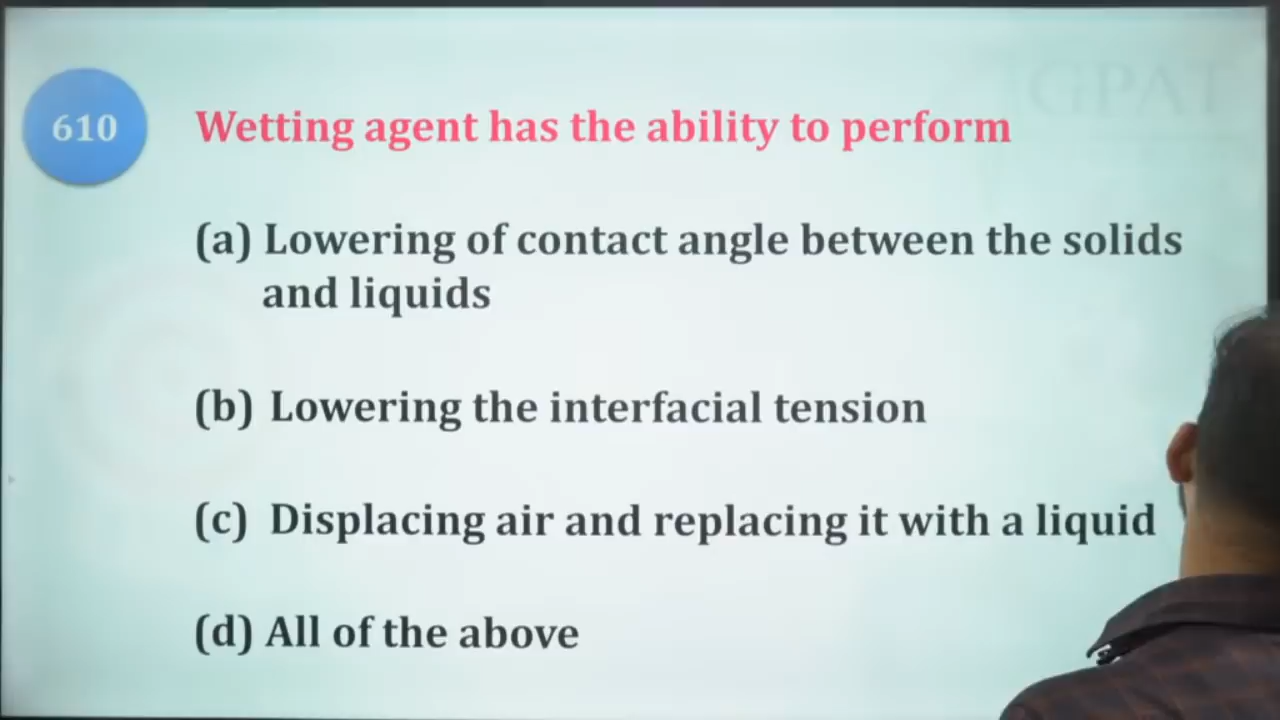 GPAT
610
Wetting agent has the ability to perform
(a) Lowering of contact angle between the solids
and liquids
(b) Lowering the interfacial tension
(c) Displacing air and replacing it with a liquid
(d) All of the above